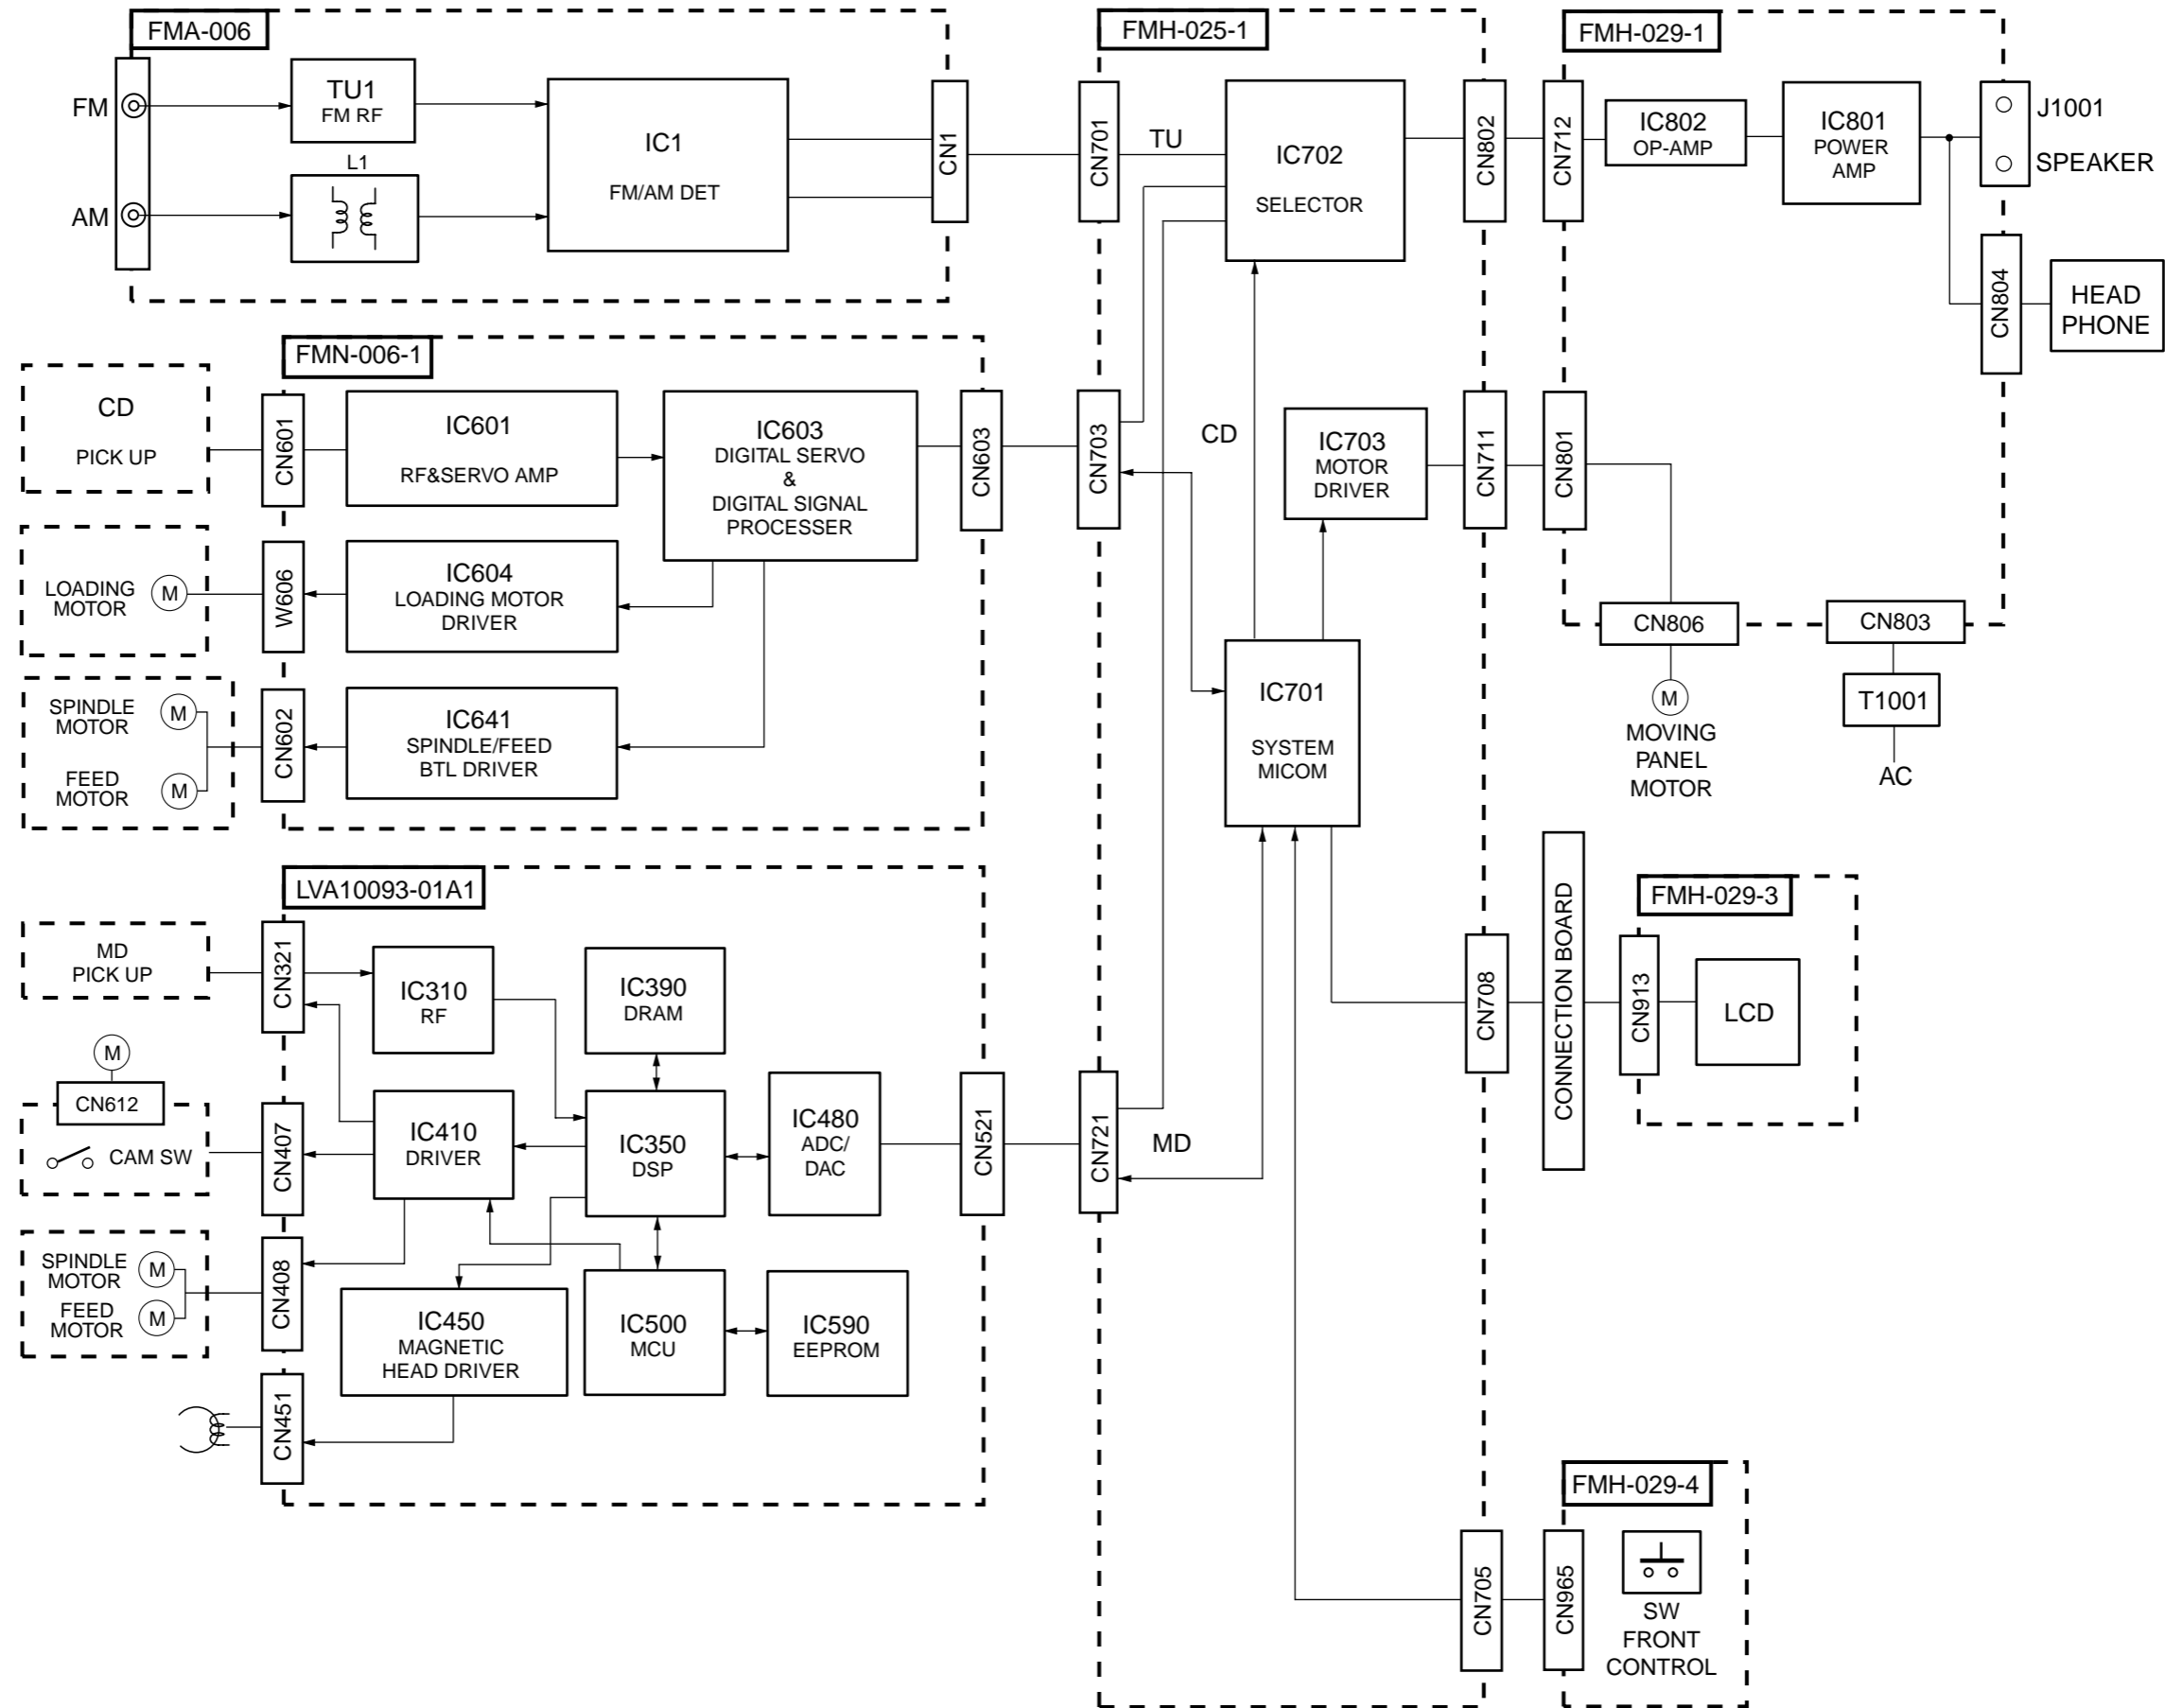 FMA-006
FM
TU1
FM RF
L1
AM
IC1
FM/AM DET
CN1
FMH-025-1
CN701
TU
IC702
SELECTOR
CN802
FMH-029-1
CN712
IC802
OP-AMP
IC801
POWER
AMP
J1001
SPEAKER
CN804
HEAD
PHONE
FMN-006-1
CD
PICK UP
CN601
IC601
RF&SERVO AMP
IC603
DIGITAL SERVO
&
DIGITAL SIGNAL
PROCESSER
CN603
CN703
CD
IC703
MOTOR
DRIVER
CN711
CN801
LOADING
MOTOR
M
W606
IC604
LOADING MOTOR
DRIVER
SPINDLE
MOTOR
M
FEED
MOTOR
M
CN602
IC641
SPINDLE/FEED
BTL DRIVER
IC701
SYSTEM
MICOM
CN806
M
MOVING
PANEL
MOTOR
CN803
T1001
AC
LVA10093-01A1
MD
PICK UP
CN321
IC310
RF
IC390
DRAM
M
CN612
CAM SW
CN407
IC410
DRIVER
IC350
DSP
IC480
ADC/
DAC
CN521
CN721
MD
SPINDLE
MOTOR
M
FEED
MOTOR
M
CN408
IC450
MAGNETIC
HEAD DRIVER
IC500
MCU
IC590
EEPROM
CN451
CN708
CONNECTION BOARD
FMH-029-3
CN913
LCD
CN705
FMH-029-4
CN965
SW
FRONT
CONTROL